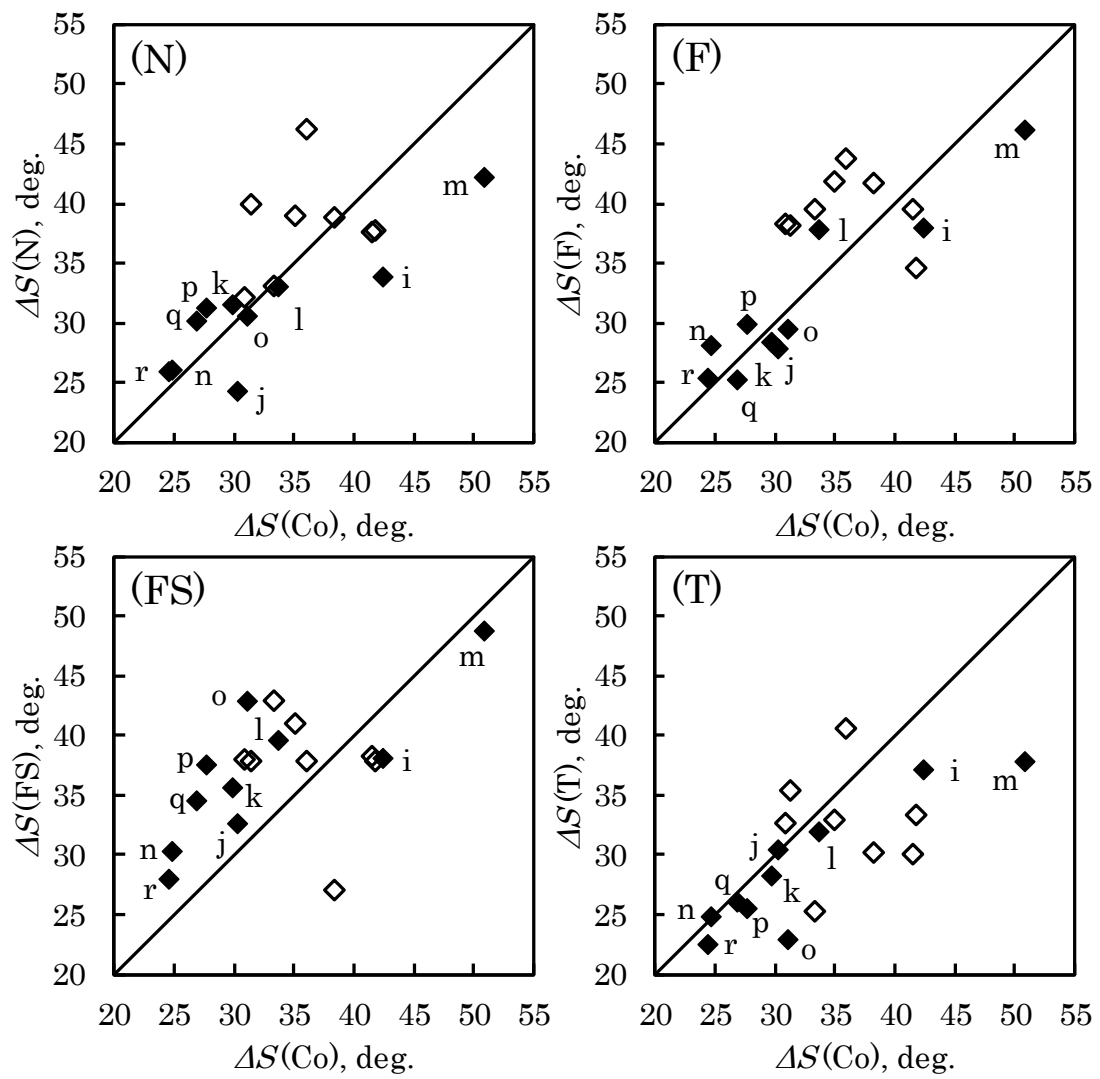 (N)
55
50
45
40
35
30
25
20
ΔS(N), deg.
m
i
k
p
q
l
o
r
n
j
20 25 30 35 40 45 50 55
ΔS(Co), deg.
(F)
55
50
45
40
35
30
25
20
ΔS(F), deg.
m
l
i
p
n
o
r
k
j
q
20 25 30 35 40 45 50 55
ΔS(Co), deg.
(FS)
55
50
45
40
35
30
25
20
ΔS(FS), deg.
m
o
l
p
i
q
k
n
j
r
20 25 30 35 40 45 50 55
ΔS(Co), deg.
(T)
55
50
45
40
35
30
25
20
ΔS(T), deg.
i
m
j
l
q
k
n
p
r
o
20 25 30 35 40 45 50 55
ΔS(Co), deg.